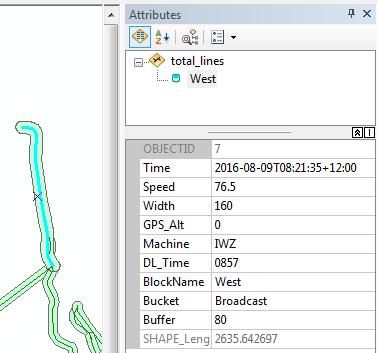 Attributes
total_lines
West
OBJECTID 7
Time 2016-08-09T08:21:35+12:00
Speed 76.5
Width 160
GPS_Alt 0
Machine IWZ
DL_Time 0857
BlockName West
Bucket Broadcast
Buffer 80
SHAPE_Leng 2635.642697